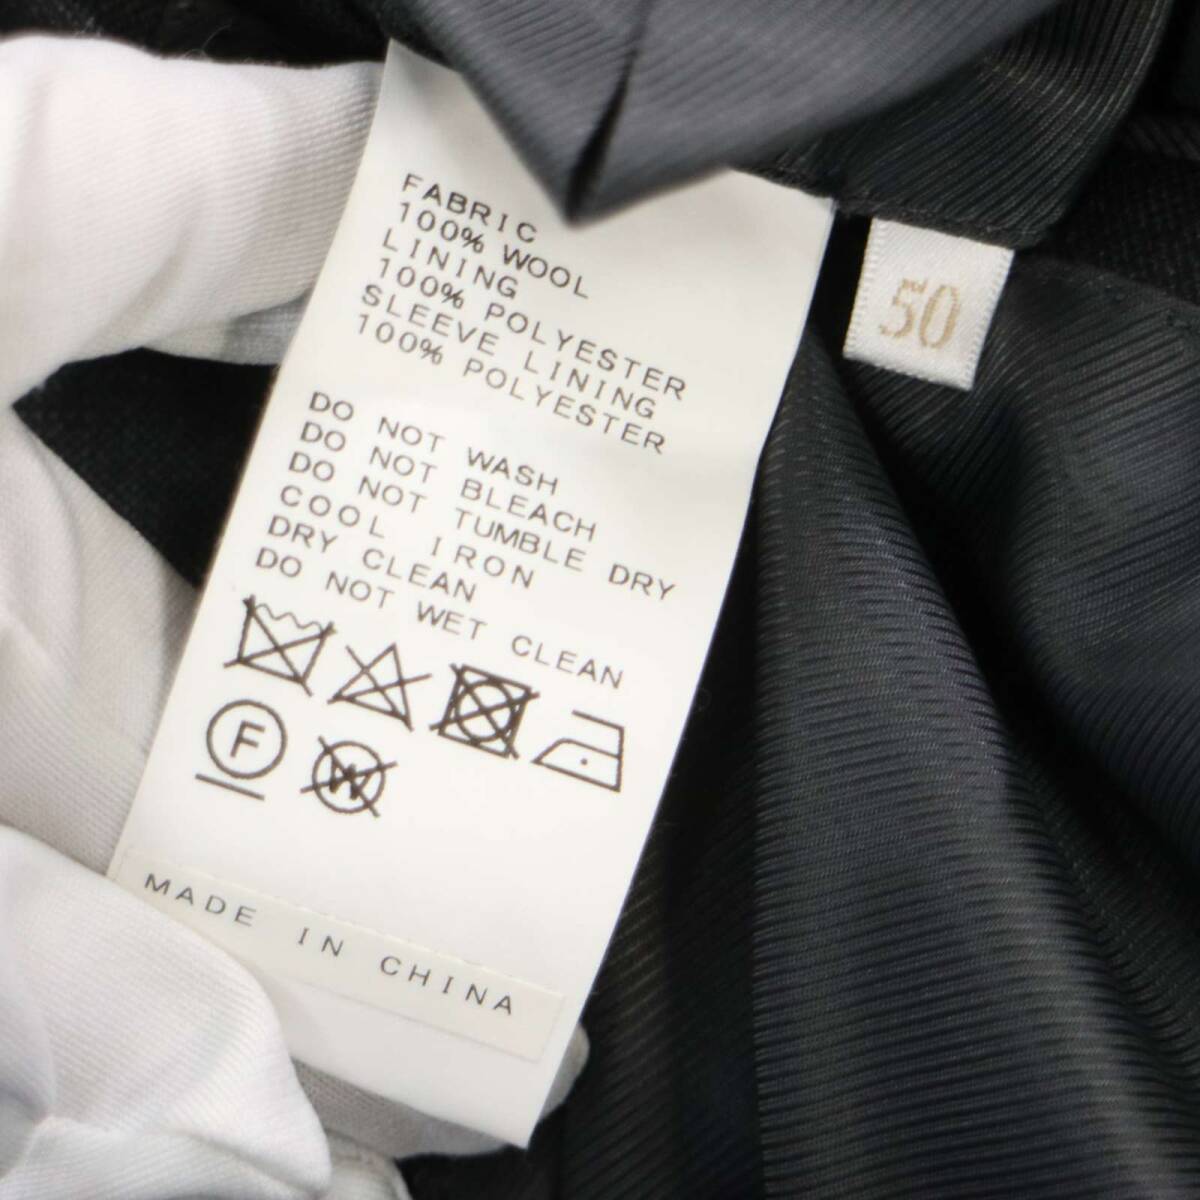 FABRIC
100% WOOL
LINING
100% POLYESTER
SLEEVE LINING
100% POLYESTER
DO NOT WASH
DO NOT BLEACH
DO NOT TUMBLE DRY
COOL IRON
DRY CLEAN
DO NOT WET CLEAN
F
W
MADE IN CHINA
50